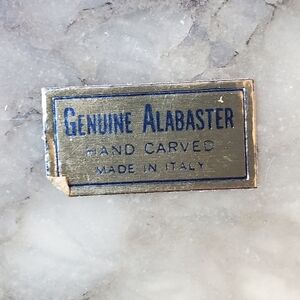 GENUINE ALABASTER
HAND CARVED
MADE IN ITALY